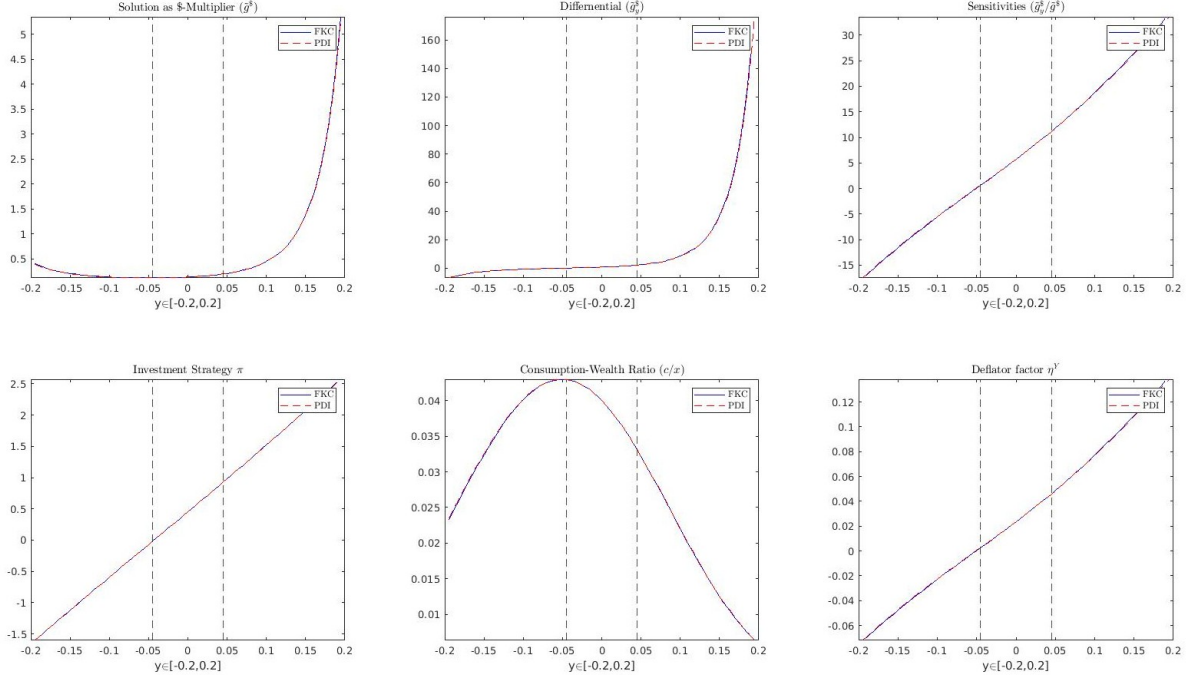 Solution as $-Multiplier (g̃^$)
FKC
PDI
5
4.5
4
3.5
3
2.5
2
1.5
1
0.5
-0.2 -0.15 -0.1 -0.05 0 0.05 0.1 0.15 0.2
y∈[-0.2,0.2]
Differential (g̃_y^$)
FKC
PDI
160
140
120
100
80
60
40
20
0
-0.2 -0.15 -0.1 -0.05 0 0.05 0.1 0.15 0.2
y∈[-0.2,0.2]
Sensitivities (g̃_y^$/g̃^$)
FKC
PDI
30
25
20
15
10
5
0
-5
-10
-15
-0.2 -0.15 -0.1 -0.05 0 0.05 0.1 0.15 0.2
y∈[-0.2,0.2]
Investment Strategy π
FKC
PDI
2.5
2
1.5
1
0.5
0
-0.5
-1
-1.5
-0.2 -0.15 -0.1 -0.05 0 0.05 0.1 0.15 0.2
y∈[-0.2,0.2]
Consumption-Wealth Ratio (c/x)
FKC
PDI
0.04
0.035
0.03
0.025
0.02
0.015
0.01
-0.2 -0.15 -0.1 -0.05 0 0.05 0.1 0.15 0.2
y∈[-0.2,0.2]
Deflator factor η^Y
FKC
PDI
0.12
0.1
0.08
0.06
0.04
0.02
0
-0.02
-0.04
-0.06
-0.2 -0.15 -0.1 -0.05 0 0.05 0.1 0.15 0.2
y∈[-0.2,0.2]